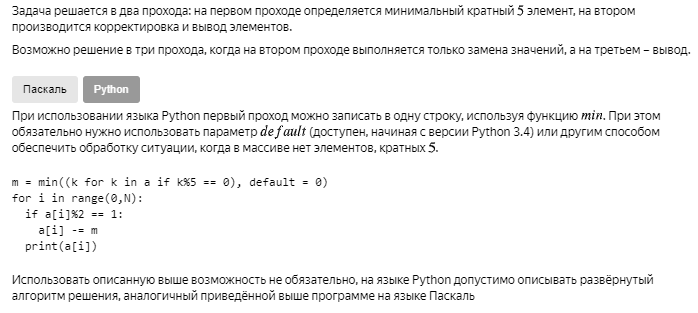 Задача решается в два прохода: на первом проходе определяется минимальный кратный 5 элемент, на втором
производится корректировка и вывод элементов.
Возможно решение в три прохода, когда на втором проходе выполняется только замена значений, а на третьем – вывод.
Паскаль Python
При использовании языка Python первый проход можно записать в одну строку, используя функцию min. При этом
обязательно нужно использовать параметр default (доступен, начиная с версии Python 3.4) или другим способом
обеспечить обработку ситуации, когда в массиве нет элементов, кратных 5.
m = min((k for k in a if k%5 == 0), default = 0)
for i in range(0,N):
  if a[i]%2 == 1:
    a[i] -= m
  print(a[i])
Использовать описанную выше возможность не обязательно, на языке Python допустимо описывать развёрнутый
алгоритм решения, аналогичный приведённой выше программе на языке Паскаль